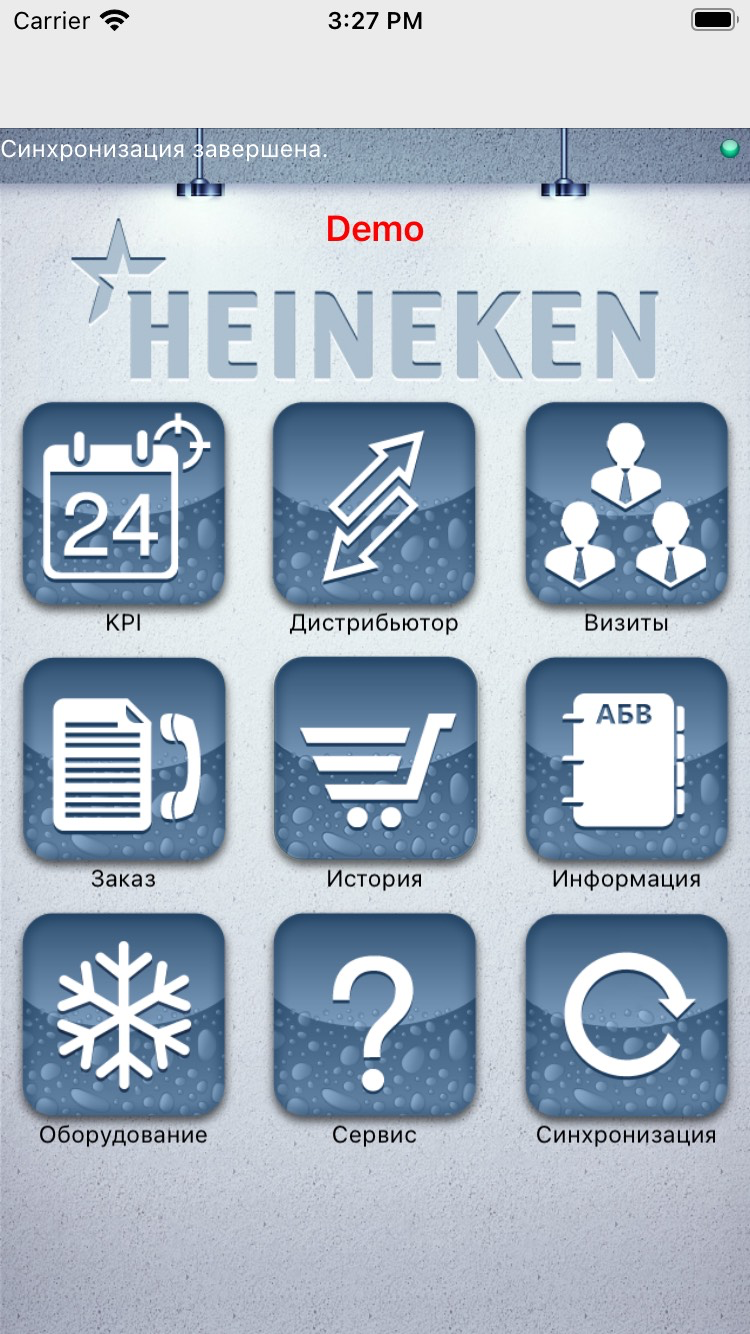 Carrier
3:27 PM
Синхронизация завершена.
Demo
HEINEKEN
24
KPI
Дистрибьютор
Визиты
АБВ
Заказ
История
Информация
?
Оборудование
Сервис
Синхронизация